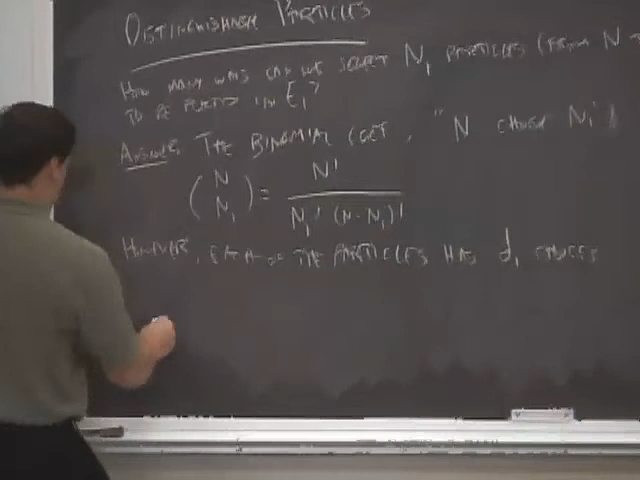 DISTINGUISHABLE PARTICLES
HOW MANY WAYS CAN WE SELECT N₁ PARTICLES (FROM N
TO BE PLACED IN E₁?
ANSWER, THE BINOMIAL COEF, "N CHOOSE N₁"
(N N₁) = N! / N₁! (N-N₁)!
HOWEVER, EACH OF THE PARTICLES HAS d₁ CHOICES